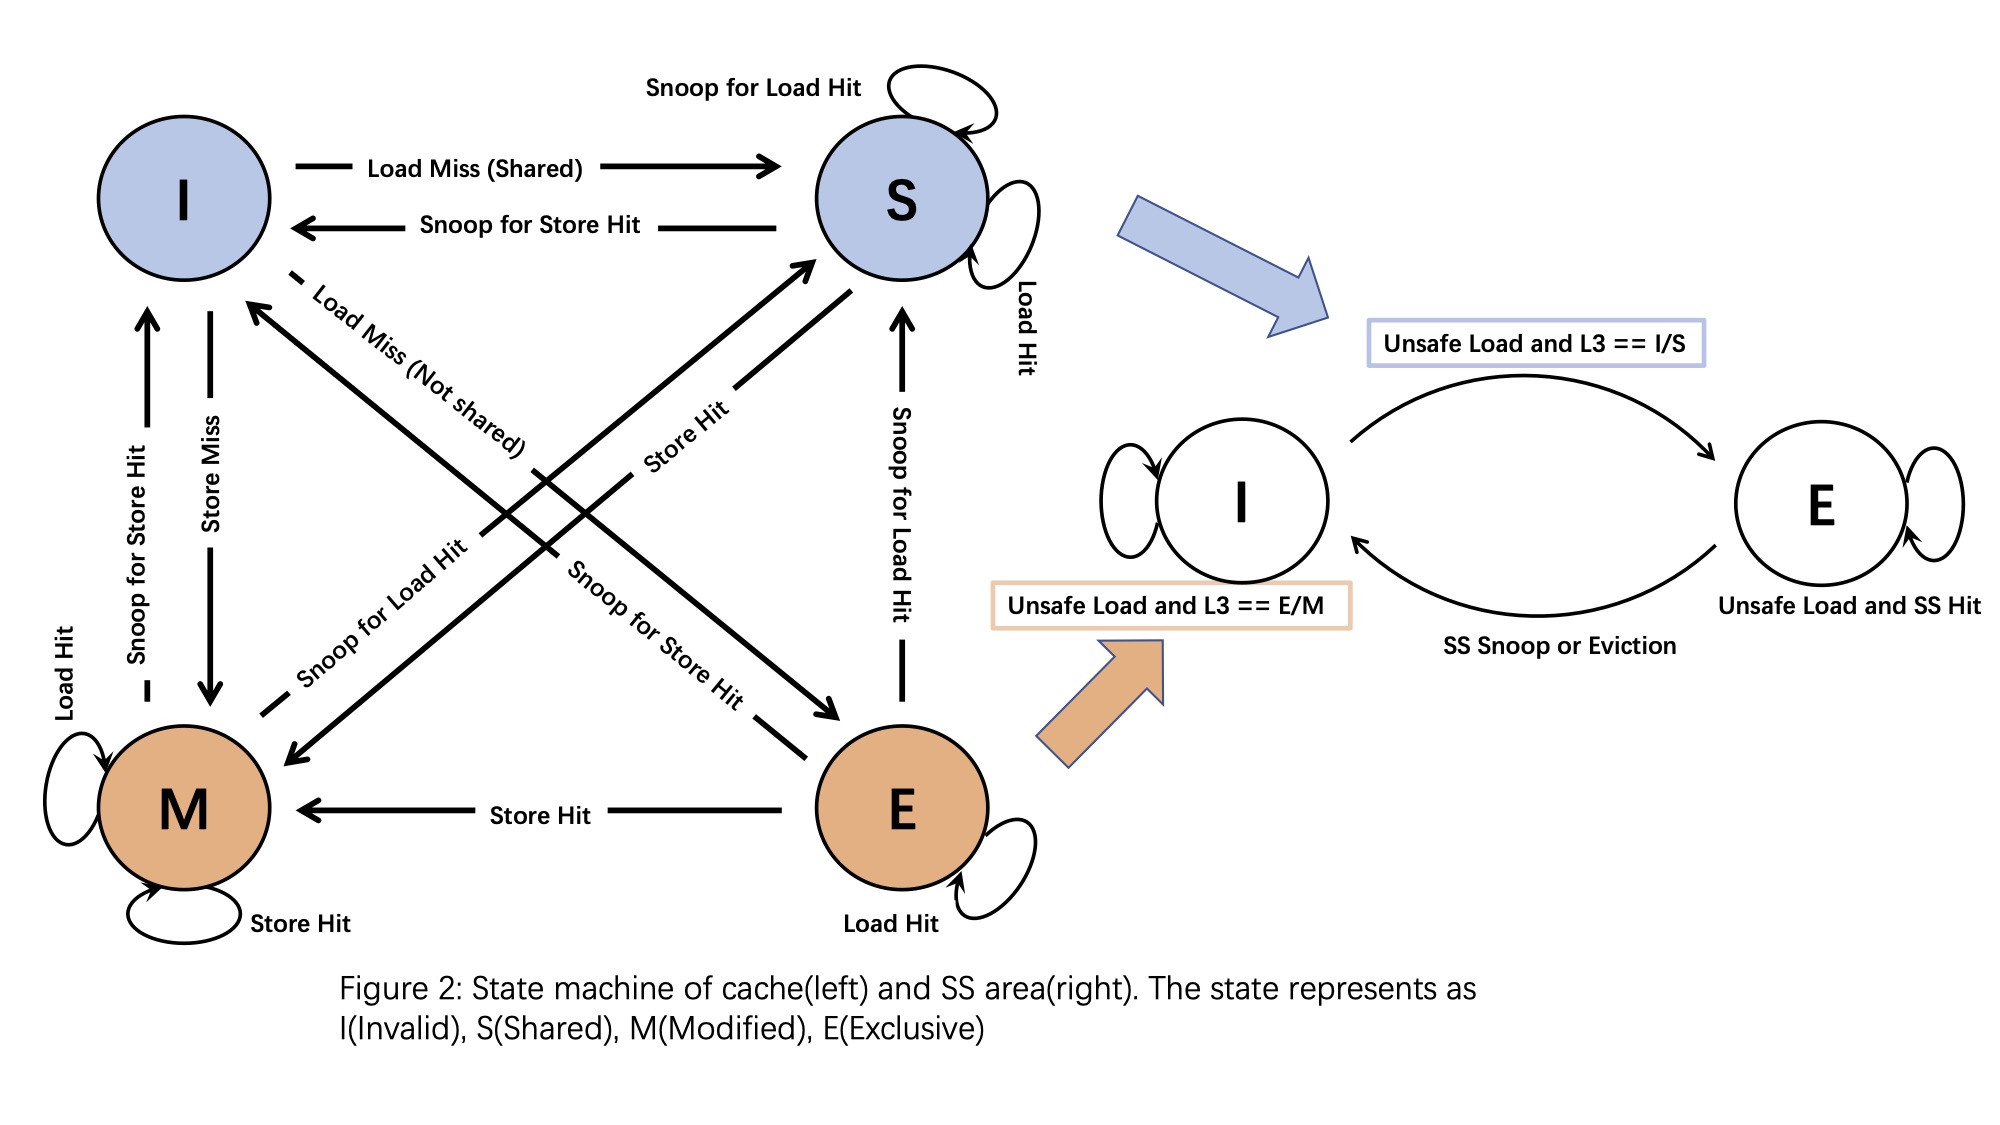 Snoop for Load Hit
I
S
Load Miss (Shared)
Snoop for Store Hit
Load Hit
Load Miss (Not shared)
Store Hit
Snoop for Store Hit
Store Miss
Snoop for Load Hit
Snoop for Store Hit
Snoop for Load Hit
Load Hit
M
Store Hit
E
Store Hit
Load Hit
Unsafe Load and L3 == I/S
I
E
Unsafe Load and L3 == E/M
Unsafe Load and SS Hit
SS Snoop or Eviction
Figure 2: State machine of cache(left) and SS area(right). The state represents as
I(Invalid), S(Shared), M(Modified), E(Exclusive)